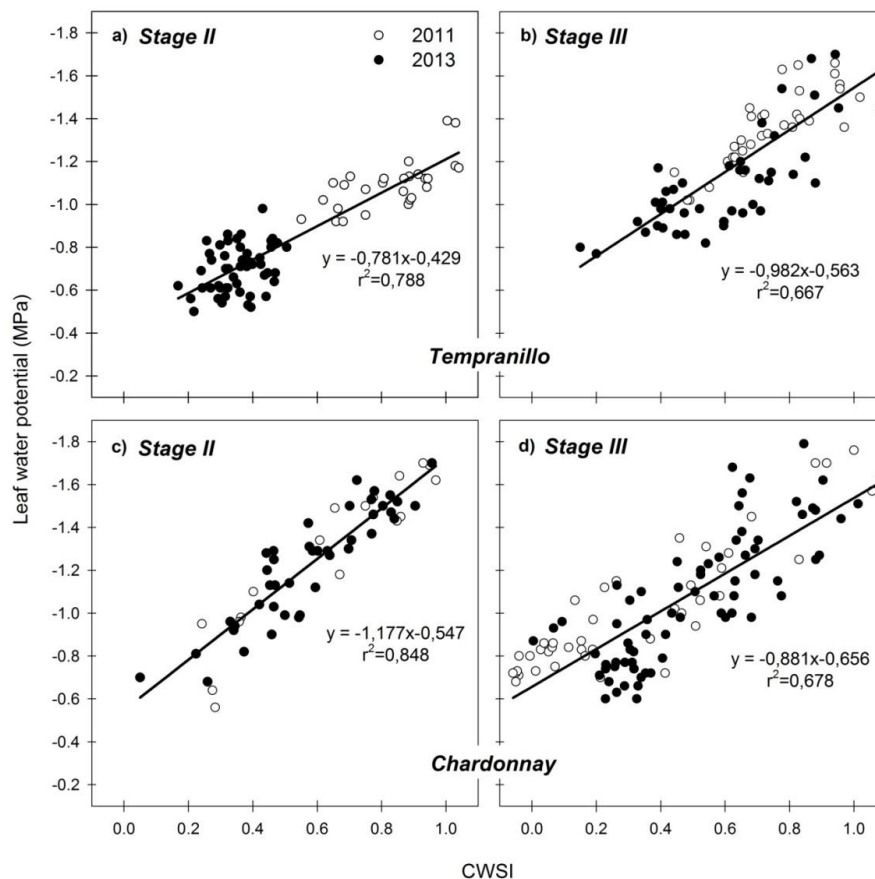 a) Stage II
2011
2013
y = -0,781x-0,429
r²=0,788
b) Stage III
y = -0,982x-0,563
r²=0,667
Tempranillo
-1.8
-1.6
-1.4
-1.2
-1.0
-0.8
-0.6
-0.4
-0.2
Leaf water potential (MPa)
c) Stage II
y = -1,177x-0,547
r²=0,848
d) Stage III
y = -0,881x-0,656
r²=0,678
Chardonnay
-1.8
-1.6
-1.4
-1.2
-1.0
-0.8
-0.6
-0.4
-0.2
0.0 0.2 0.4 0.6 0.8 1.0 0.0 0.2 0.4 0.6 0.8 1.0
CWSI